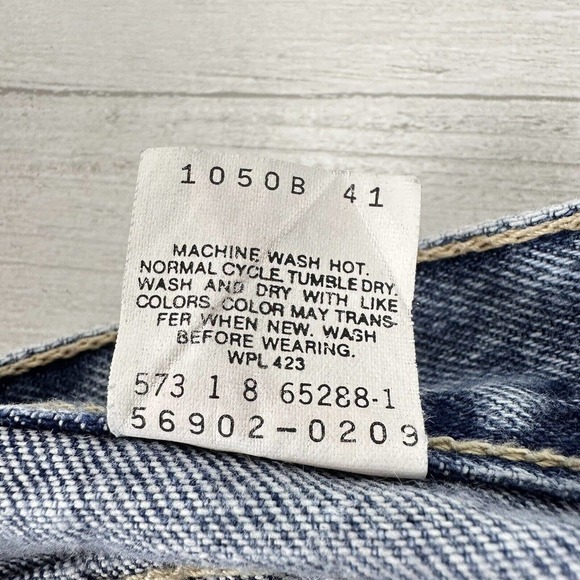 1050B 41
MACHINE WASH HOT.
NORMAL CYCLE. TUMBLE DRY.
WASH AND DRY WITH LIKE
COLORS. COLOR MAY TRANS-
FER WHEN NEW. WASH
BEFORE WEARING.
WPL 423
573 1 8 65288-1
56902-0209